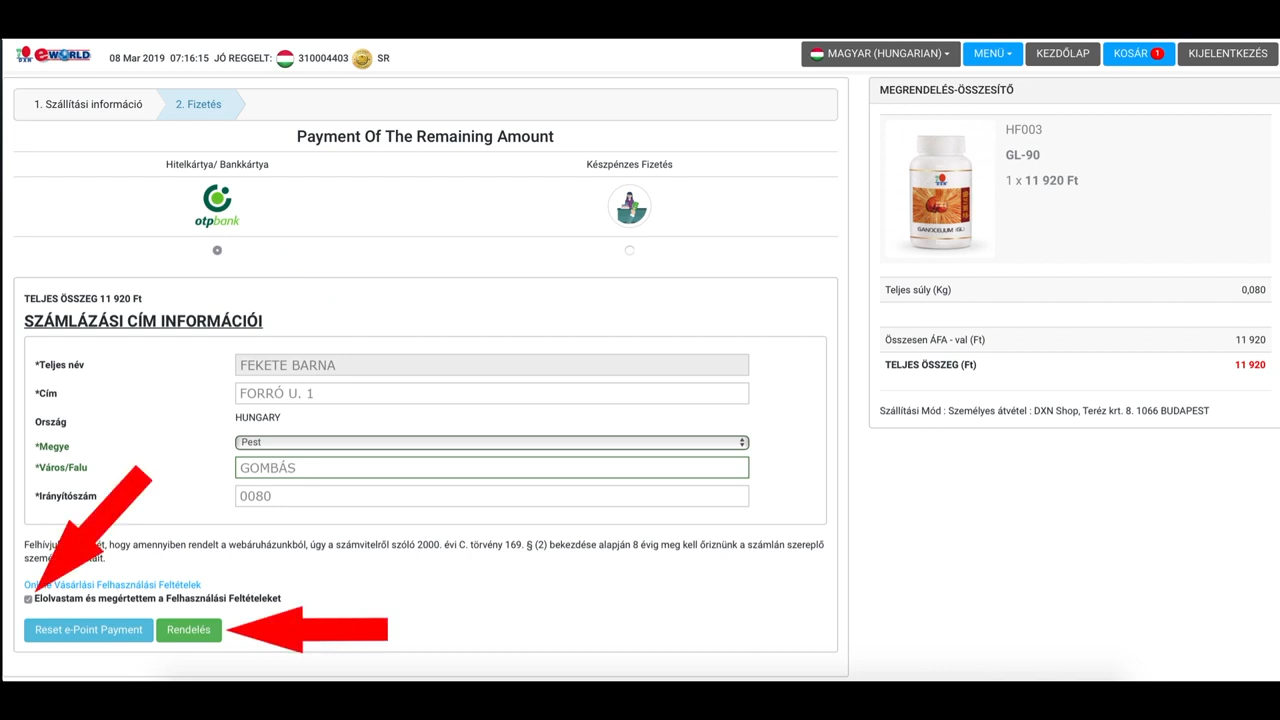 DXN eWORLD
08 Mar 2019 07:16:15 JÓ REGGELT: 310004403 SR
MAGYAR (HUNGARIAN)
MENÜ
KEZDŐLAP
KOSÁR 1
KIJELENTKEZÉS
1. Szállítási információ
2. Fizetés
Payment Of The Remaining Amount
Hitelkártya/ Bankkártya
Készpénzes Fizetés
otpbank
TELJES ÖSSZEG 11 920 Ft
SZÁMLÁZÁSI CÍM INFORMÁCIÓI
*Teljes név
FEKETE BARNA
*Cím
FORRÓ U. 1
Ország
HUNGARY
*Megye
Pest
*Város/Falu
GOMBÁS
*Irányítószám
0080
hogy amennyiben rendelt a webáruházunkból, úgy a számvitelről szóló 2000. évi C. törvény 169. § (2) bekezdése alapján 8 évig meg kell őriznünk a számlán szereplő
Vásárlási Felhasználási Feltételek
Elolvastam és megértettem a Felhasználási Feltételeket
Reset e-Point Payment
Rendelés
MEGRENDELÉS-ÖSSZESÍTŐ
HF003
GL-90
1 x 11 920 Ft
DXN
GANOCELIUM (GL)
Teljes súly (Kg) 0,080
Összesen ÁFA - val (Ft) 11 920
TELJES ÖSSZEG (Ft) 11 920
Szállítási Mód : Személyes átvétel : DXN Shop, Teréz krt. 8. 1066 BUDAPEST